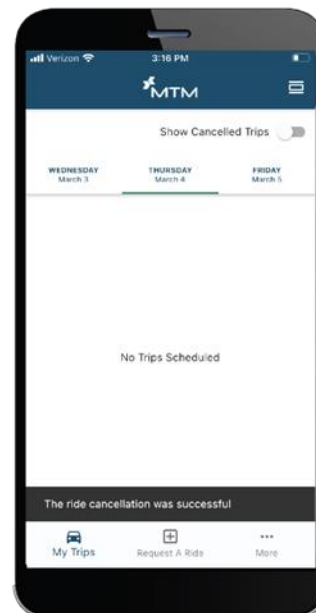 Verizon 3:16 PM
MTM
Show Cancelled Trips
WEDNESDAY THURSDAY FRIDAY
March 3 March 4 March 5
No Trips Scheduled
The ride cancellation was successful
My Trips Request A Ride More